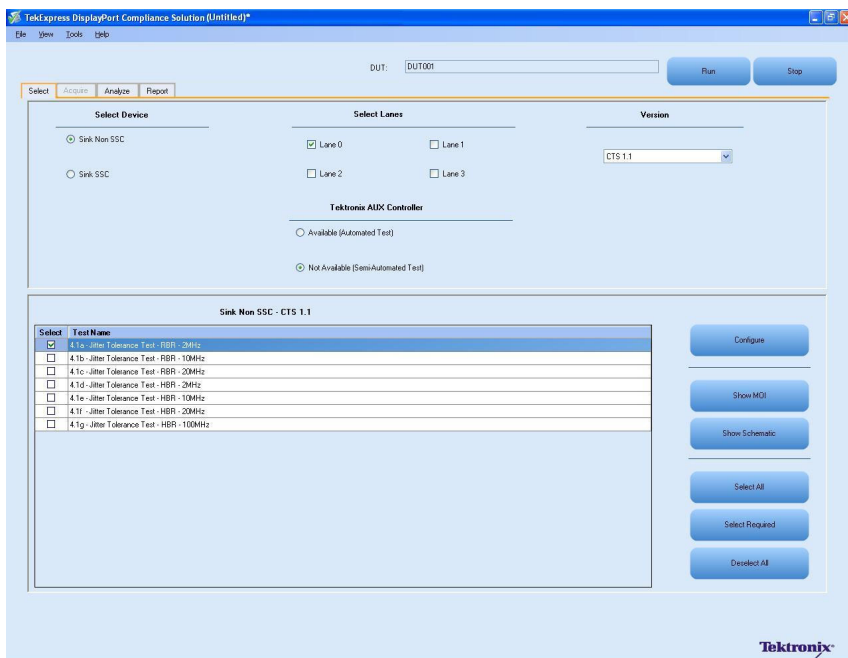 TekExpress DisplayPort Compliance Solution (Untitled)*
File View Tools Help
DUT: DUT001
Run Stop
Select Acquire Analyze Report
Select Device Select Lanes Version
Sink Non SSC
Lane 0 Lane 1
CTS 1.1
Sink SSC
Lane 2 Lane 3
Tektronix AUX Controller
Available (Automated Test)
Not Available (Semi-Automated Test)
Sink Non SSC - CTS 1.1
Select Test Name
4.1a - Jitter Tolerance Test - RBR - 2MHz
4.1b - Jitter Tolerance Test - RBR - 10MHz
4.1c - Jitter Tolerance Test - RBR - 20MHz
4.1d - Jitter Tolerance Test - HBR - 2MHz
4.1e - Jitter Tolerance Test - HBR - 10MHz
4.1f - Jitter Tolerance Test - HBR - 20MHz
4.1g - Jitter Tolerance Test - HBR - 100MHz
Configure
Show MOI
Show Schematic
Select All
Select Required
Deselect All
Tektronix